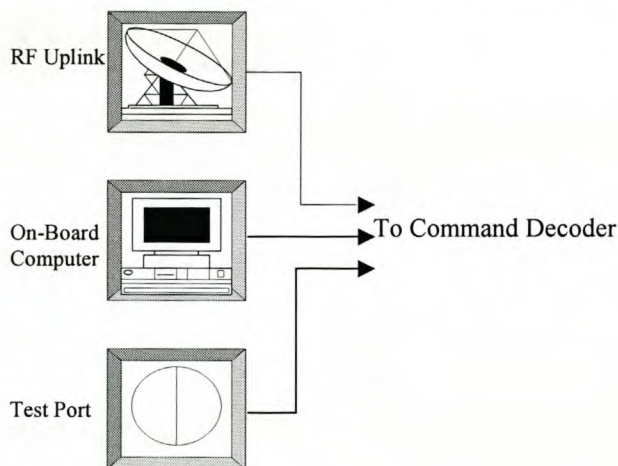 RF Uplink
On-Board
Computer
To Command Decoder
Test Port